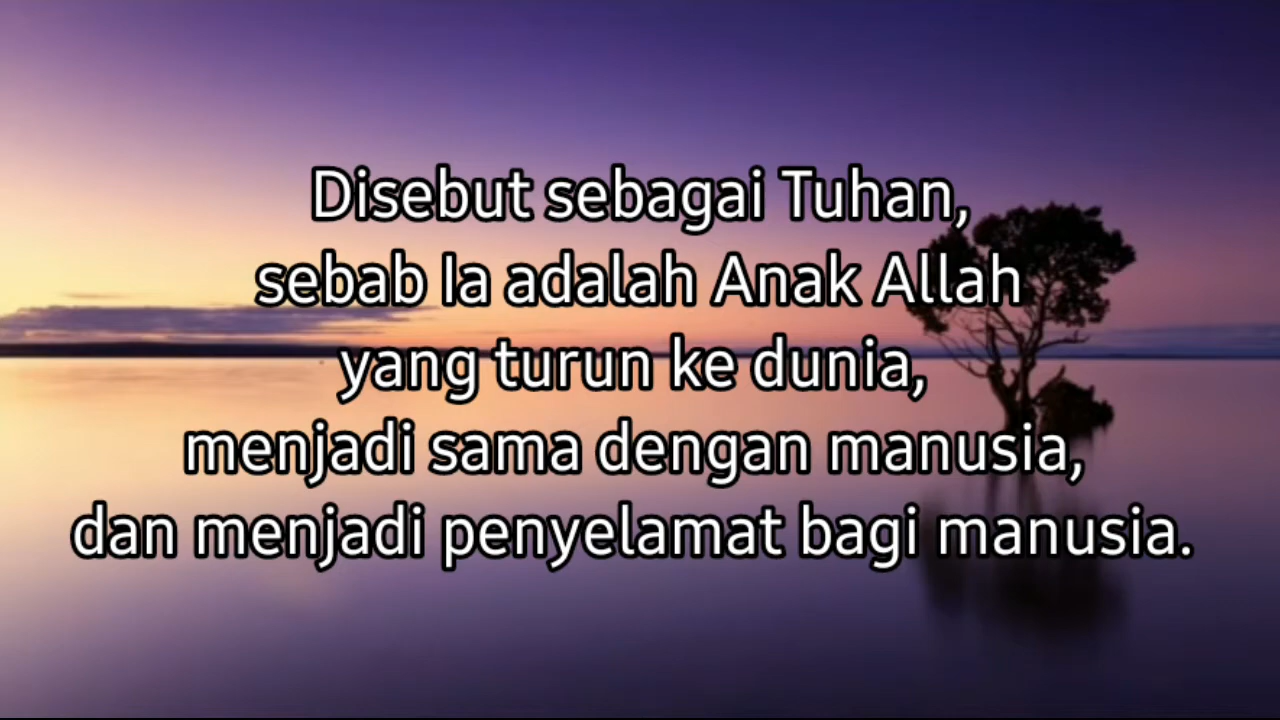 Disebut sebagai Tuhan,
sebab Ia adalah Anak Allah
yang turun ke dunia,
menjadi sama dengan manusia,
dan menjadi penyelamat bagi manusia.